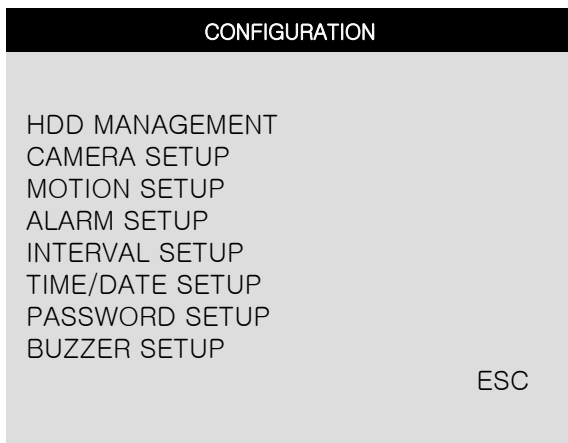 CONFIGURATION
HDD MANAGEMENT
CAMERA SETUP
MOTION SETUP
ALARM SETUP
INTERVAL SETUP
TIME/DATE SETUP
PASSWORD SETUP
BUZZER SETUP
ESC